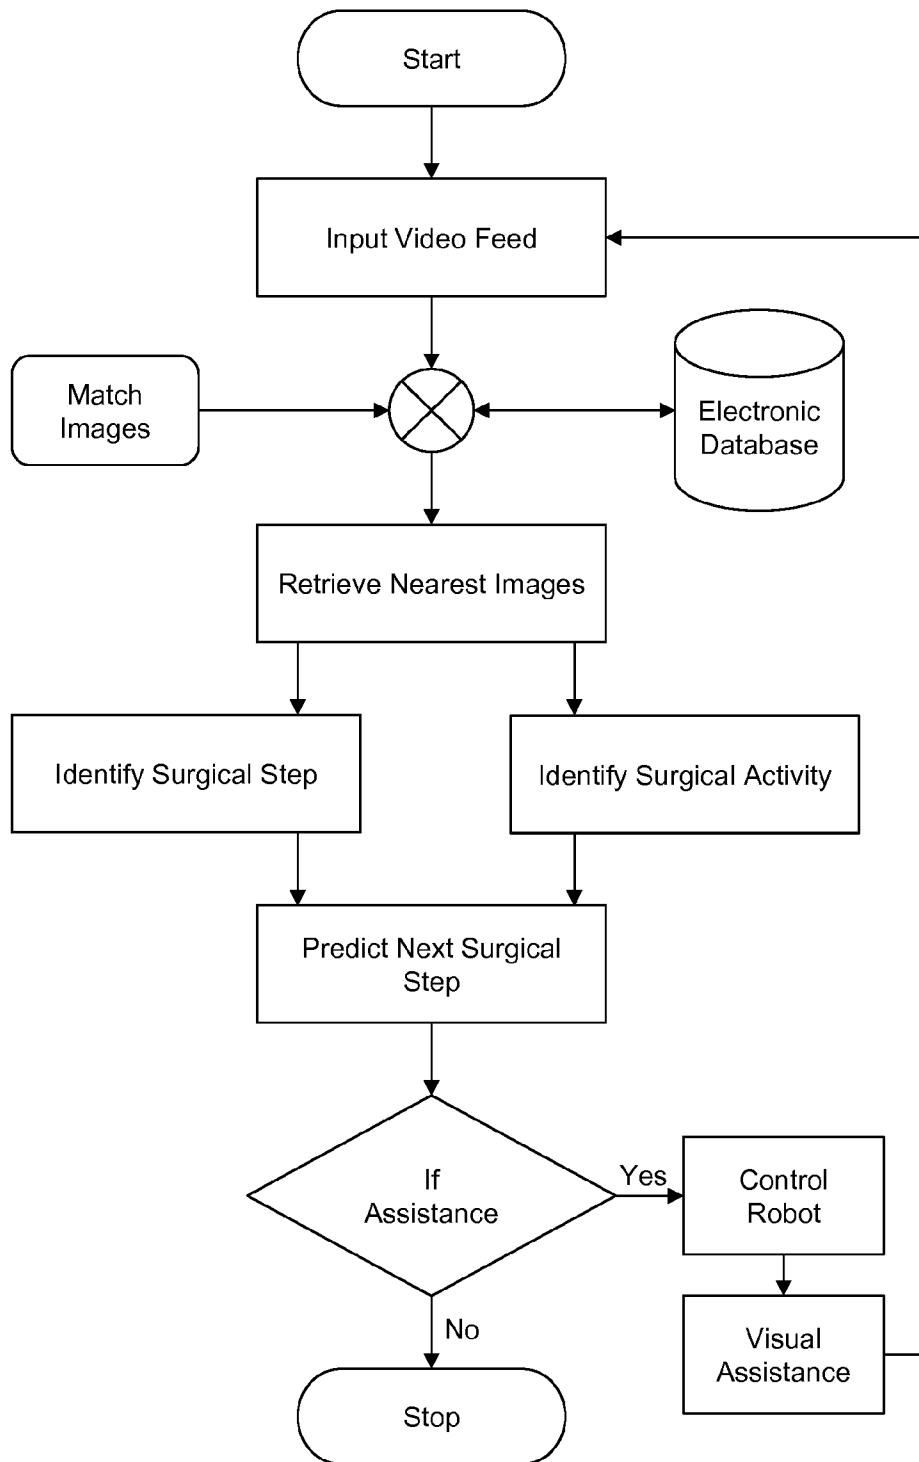 Start
Input Video Feed
Match
Images
Electronic
Database
Retrieve Nearest Images
Identify Surgical Step
Identify Surgical Activity
Predict Next Surgical
Step
If
Assistance
Yes
Control
Robot
No
Visual
Assistance
Stop